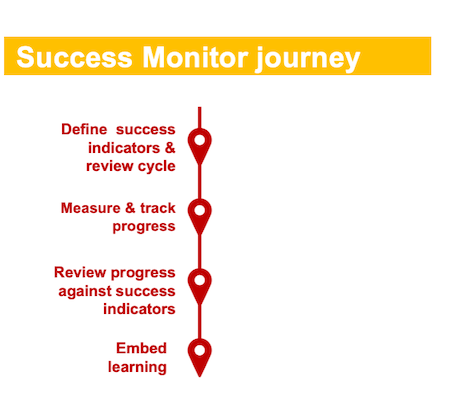 Success Monitor journey
Define  success
indicators &
review cycle
Measure & track
progress
Review progress
against success
indicators
Embed
learning